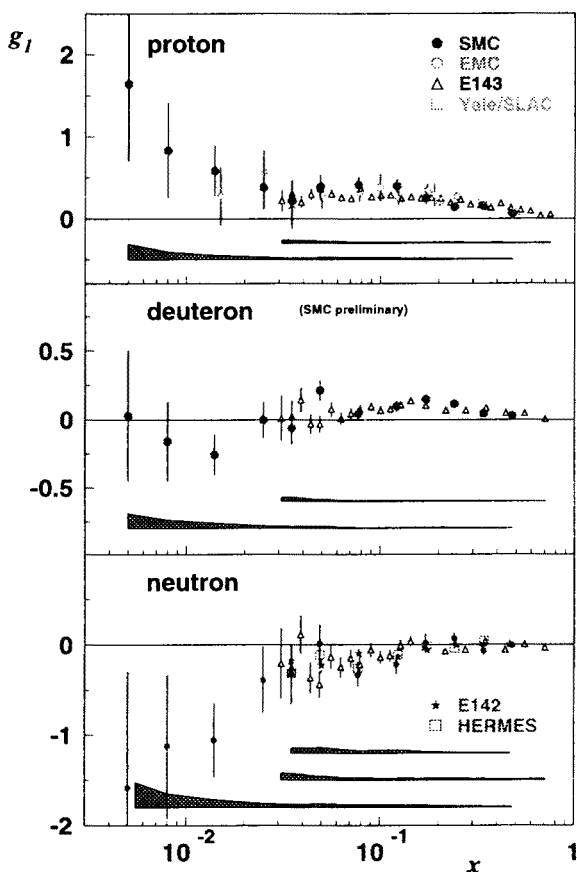 g1
proton
SMC
EMC
E143
Yale/SLAC
2
1
0
deuteron (SMC preliminary)
0.5
0
-0.5
neutron
0
-1
-2
E142
HERMES
10-2 10-1 1
x